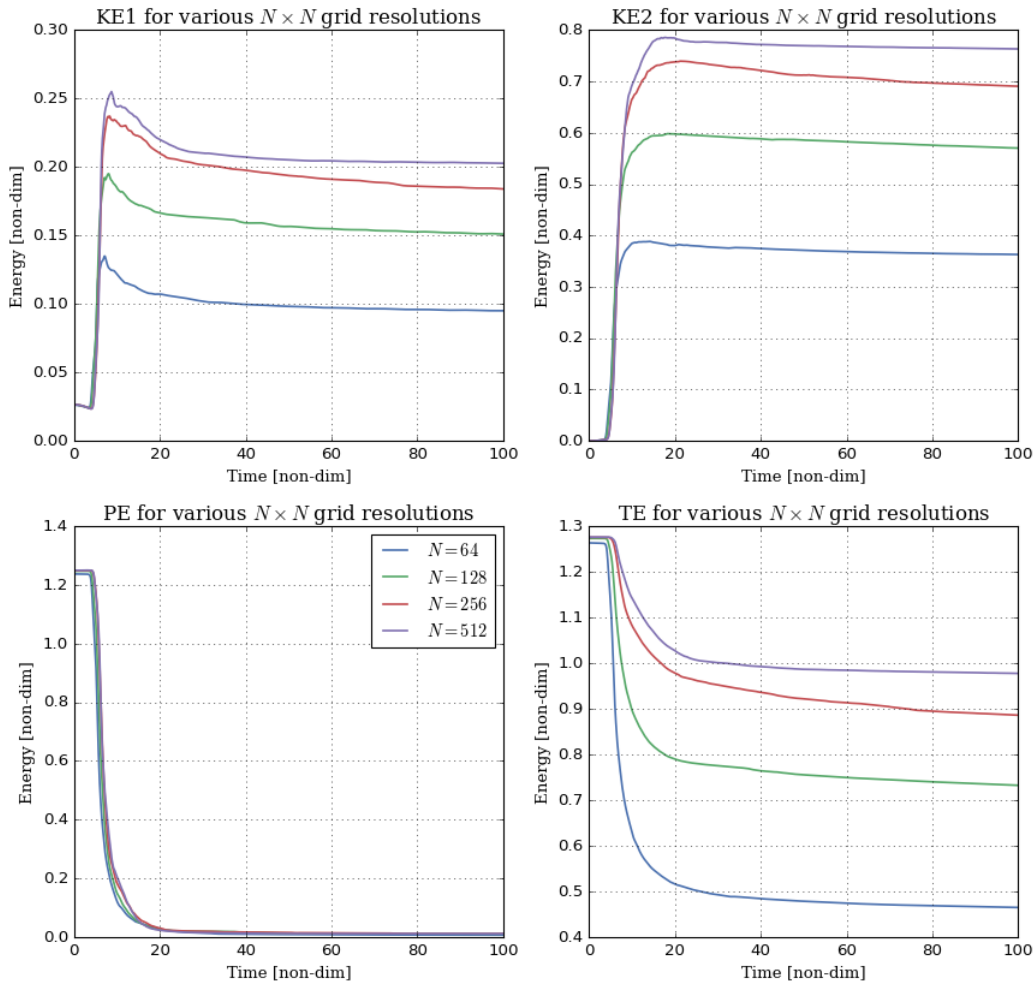 KE1 for various N × N grid resolutions
0.30
0.25
0.20
0.15
0.10
0.05
0.00
Energy [non-dim]
0 20 40 60 80 100
Time [non-dim]
KE2 for various N × N grid resolutions
0.8
0.7
0.6
0.5
0.4
0.3
0.2
0.1
0.0
Energy [non-dim]
0 20 40 60 80 100
Time [non-dim]
PE for various N × N grid resolutions
1.4
1.2
1.0
0.8
0.6
0.4
0.2
0.0
Energy [non-dim]
N = 64
N = 128
N = 256
N = 512
0 20 40 60 80 100
Time [non-dim]
TE for various N × N grid resolutions
1.3
1.2
1.1
1.0
0.9
0.8
0.7
0.6
0.5
0.4
Energy [non-dim]
0 20 40 60 80 100
Time [non-dim]